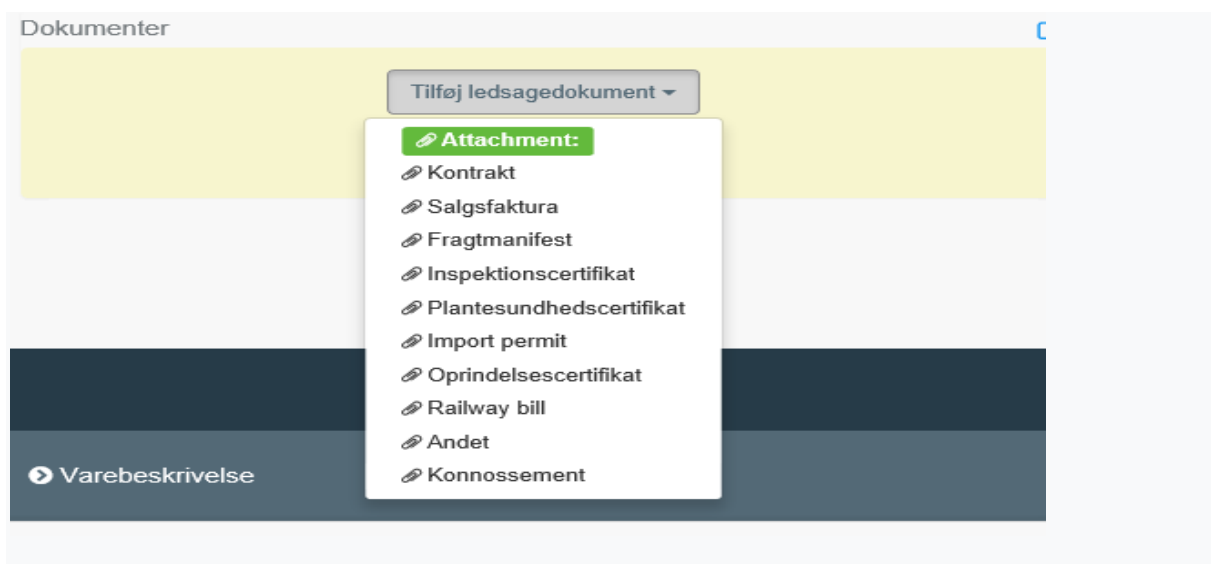 Dokumenter
Tilføj ledsagedokument
Attachment:
Kontrakt
Salgsfaktura
Fragtmanifest
Inspektionscertifikat
Plantesundhedscertifikat
Import permit
Oprindelsescertifikat
Railway bill
Andet
Konnossement
Varebeskrivelse